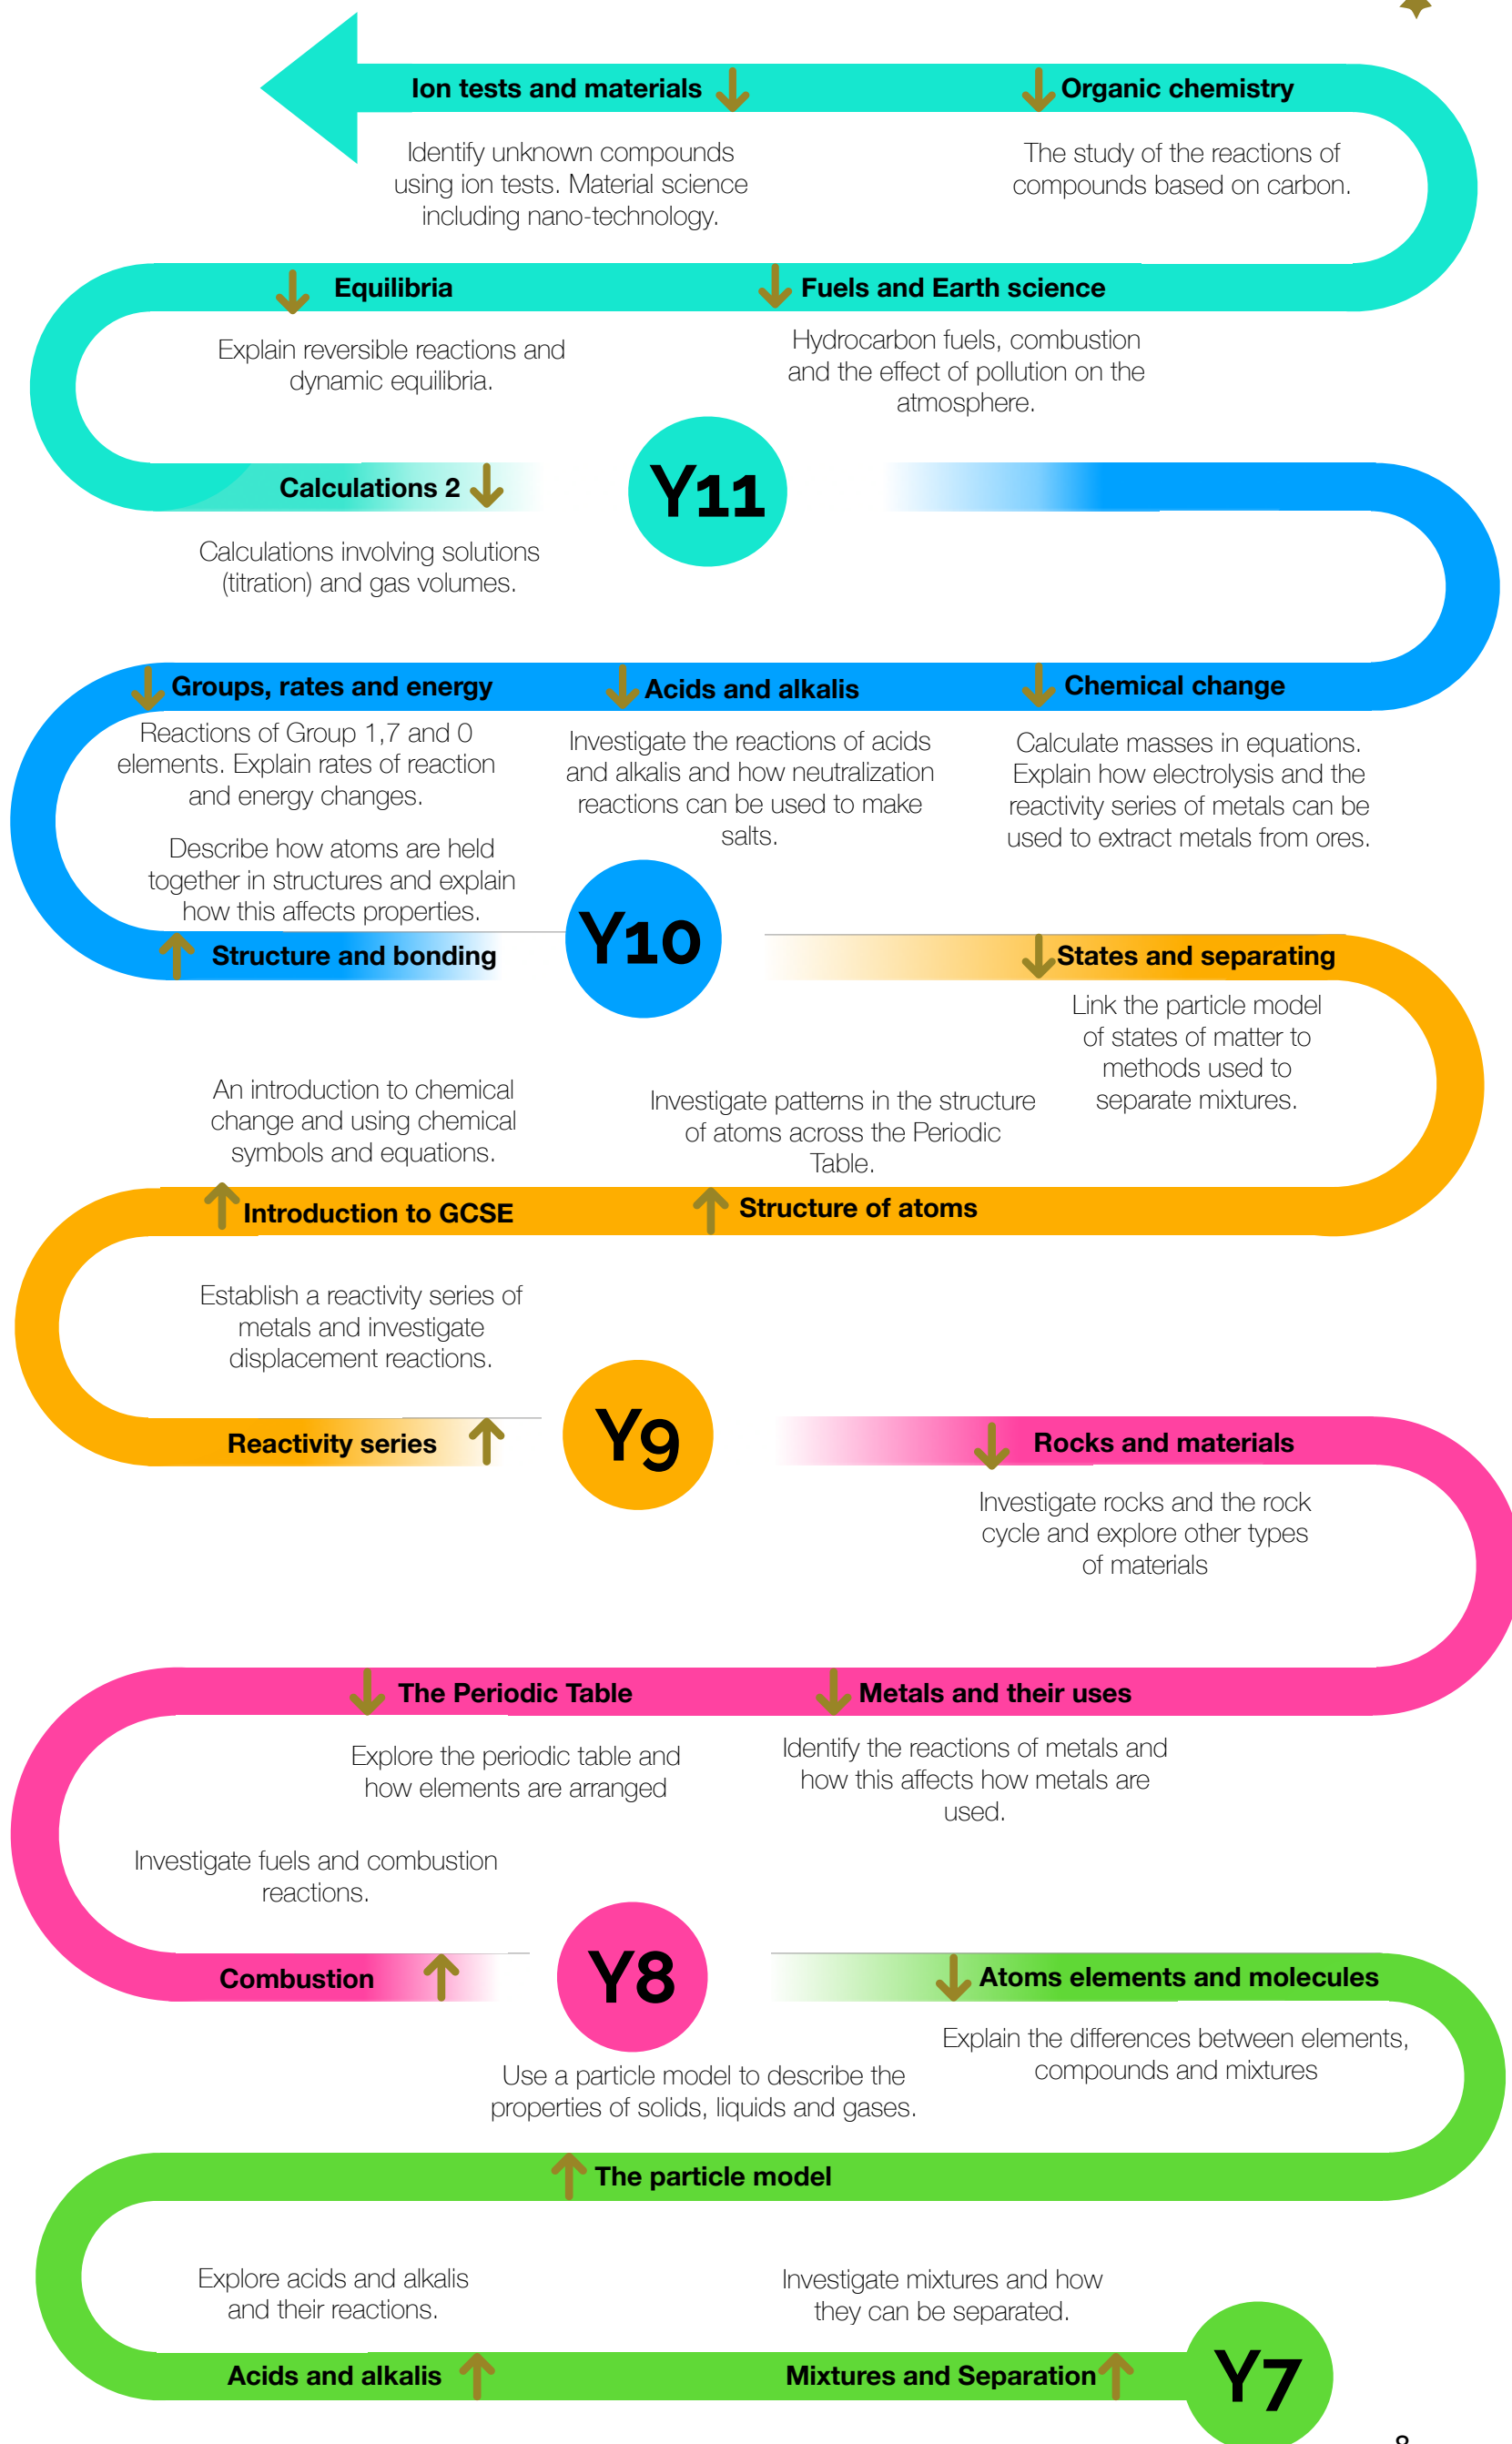 Ion tests and materials
Organic chemistry
Identify unknown compounds
using ion tests. Material science
including nano-technology.
The study of the reactions of
compounds based on carbon.
Equilibria
Fuels and Earth science
Explain reversible reactions and
dynamic equilibria.
Hydrocarbon fuels, combustion
and the effect of pollution on the
atmosphere.
Calculations 2
Y11
Calculations involving solutions
(titration) and gas volumes.
Groups, rates and energy
Acids and alkalis
Chemical change
Reactions of Group 1,7 and 0
elements. Explain rates of reaction
and energy changes.
Investigate the reactions of acids
and alkalis and how neutralization
reactions can be used to make
salts.
Calculate masses in equations.
Explain how electrolysis and the
reactivity series of metals can be
used to extract metals from ores.
Describe how atoms are held
together in structures and explain
how this affects properties.
Structure and bonding
Y10
States and separating
Link the particle model
of states of matter to
methods used to
separate mixtures.
An introduction to chemical
change and using chemical
symbols and equations.
Investigate patterns in the structure
of atoms across the Periodic
Table.
Introduction to GCSE
Structure of atoms
Establish a reactivity series of
metals and investigate
displacement reactions.
Reactivity series
Y9
Rocks and materials
Investigate rocks and the rock
cycle and explore other types
of materials
The Periodic Table
Metals and their uses
Explore the periodic table and
how elements are arranged
Identify the reactions of metals and
how this affects how metals are
used.
Investigate fuels and combustion
reactions.
Combustion
Y8
Atoms elements and molecules
Explain the differences between elements,
compounds and mixtures
Use a particle model to describe the
properties of solids, liquids and gases.
The particle model
Explore acids and alkalis
and their reactions.
Investigate mixtures and how
they can be separated.
Acids and alkalis
Mixtures and Separation
Y7